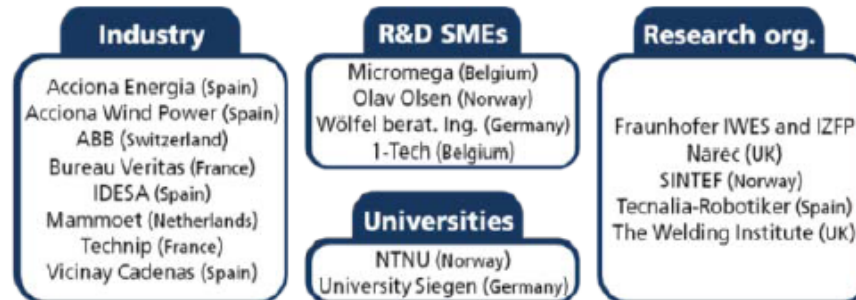 Industry
Acciona Energia (Spain)
Acciona Wind Power (Spain)
ABB (Switzerland)
Bureau Veritas (France)
IDESA (Spain)
Mammoet (Netherlands)
Technip (France)
Vicinay Cadenas (Spain)
R&D SMEs
Micromega (Belgium)
Olav Olsen (Norway)
Wölfel berat. Ing. (Germany)
1-Tech (Belgium)
Universities
NTNU (Norway)
University Siegen (Germany)
Research org.
Fraunhofer IWES and IZFP
Narec (UK)
SINTEF (Norway)
Tecnalia-Robotiker (Spain)
The Welding Institute (UK)